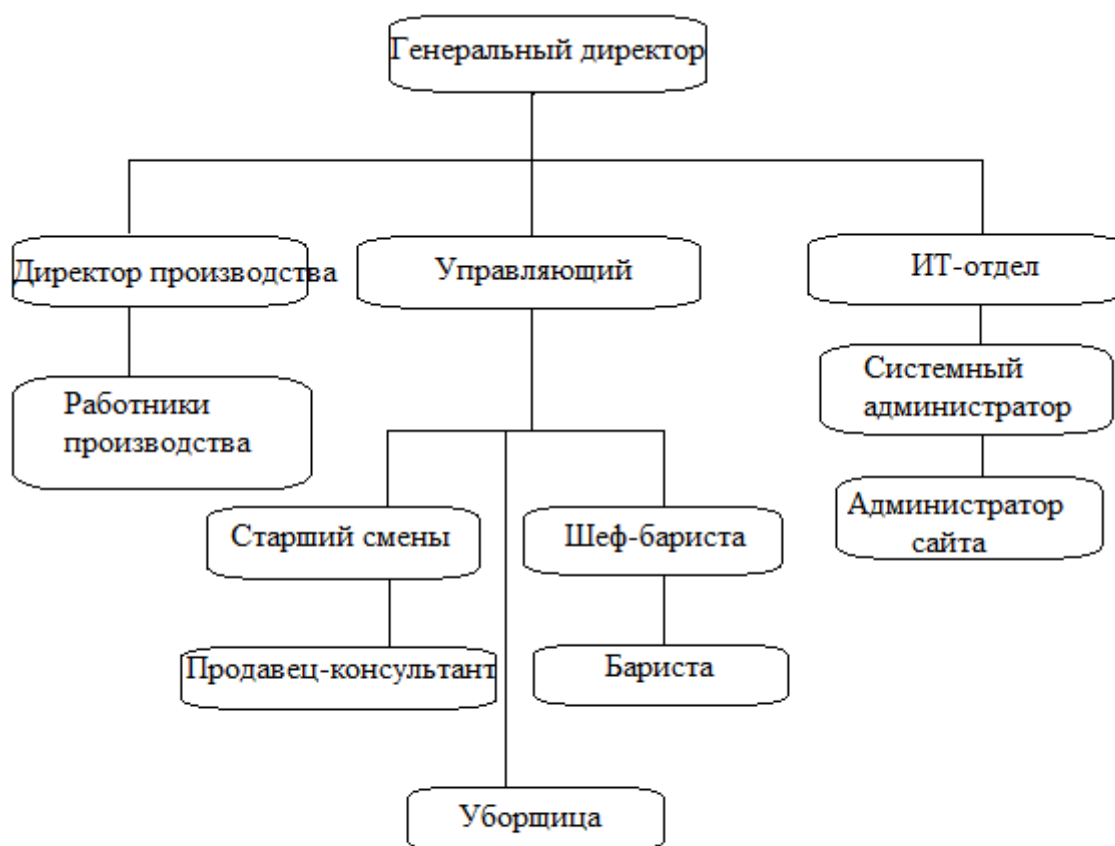 Генеральный директор
Директор производства
Управляющий
ИТ-отдел
Работники
производства
Системный
администратор
Старший смены
Шеф-бариста
Администратор
сайта
Продавец-консультант
Бариста
Уборщица